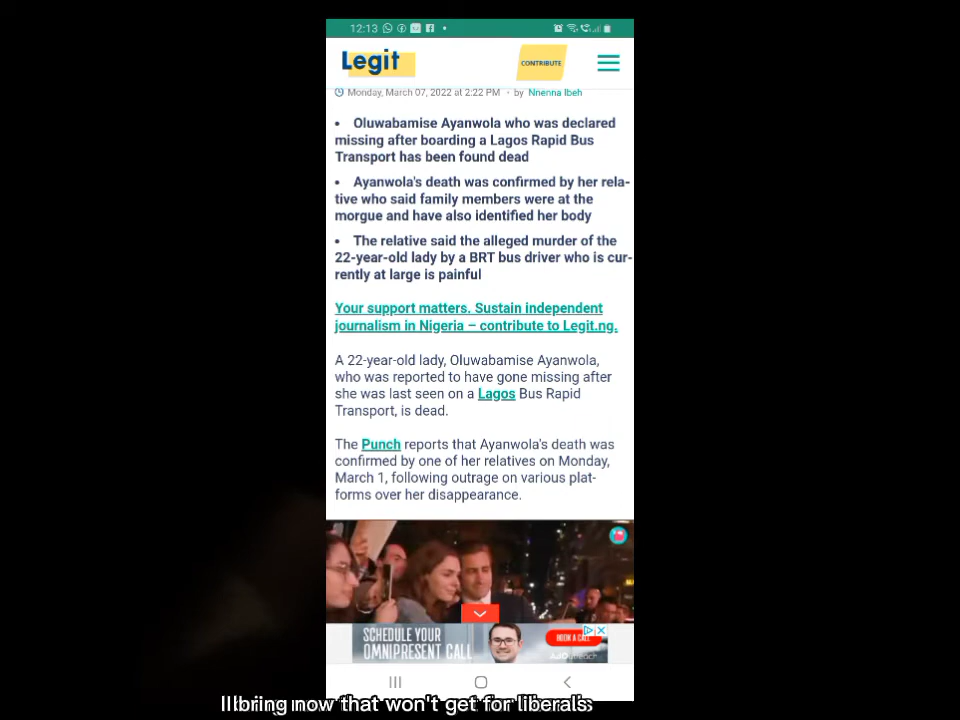 12:13
Legit
CONTRIBUTE
Monday, March 07, 2022 at 2:22 PM - by Nnenna Ibeh
• Oluwabamise Ayanwola who was declared
missing after boarding a Lagos Rapid Bus
Transport has been found dead
• Ayanwola's death was confirmed by her rela-
tive who said family members were at the
morgue and have also identified her body
• The relative said the alleged murder of the
22-year-old lady by a BRT bus driver who is cur-
rently at large is painful
Your support matters. Sustain independent
journalism in Nigeria – contribute to Legit.ng.
A 22-year-old lady, Oluwabamise Ayanwola,
who was reported to have gone missing after
she was last seen on a Lagos Bus Rapid
Transport, is dead.
The Punch reports that Ayanwola's death was
confirmed by one of her relatives on Monday,
March 1, following outrage on various plat-
forms over her disappearance.
SCHEDULE YOUR
OMNIPRESENT CALL
BOOK A CALL
bring now that won't get for liberals